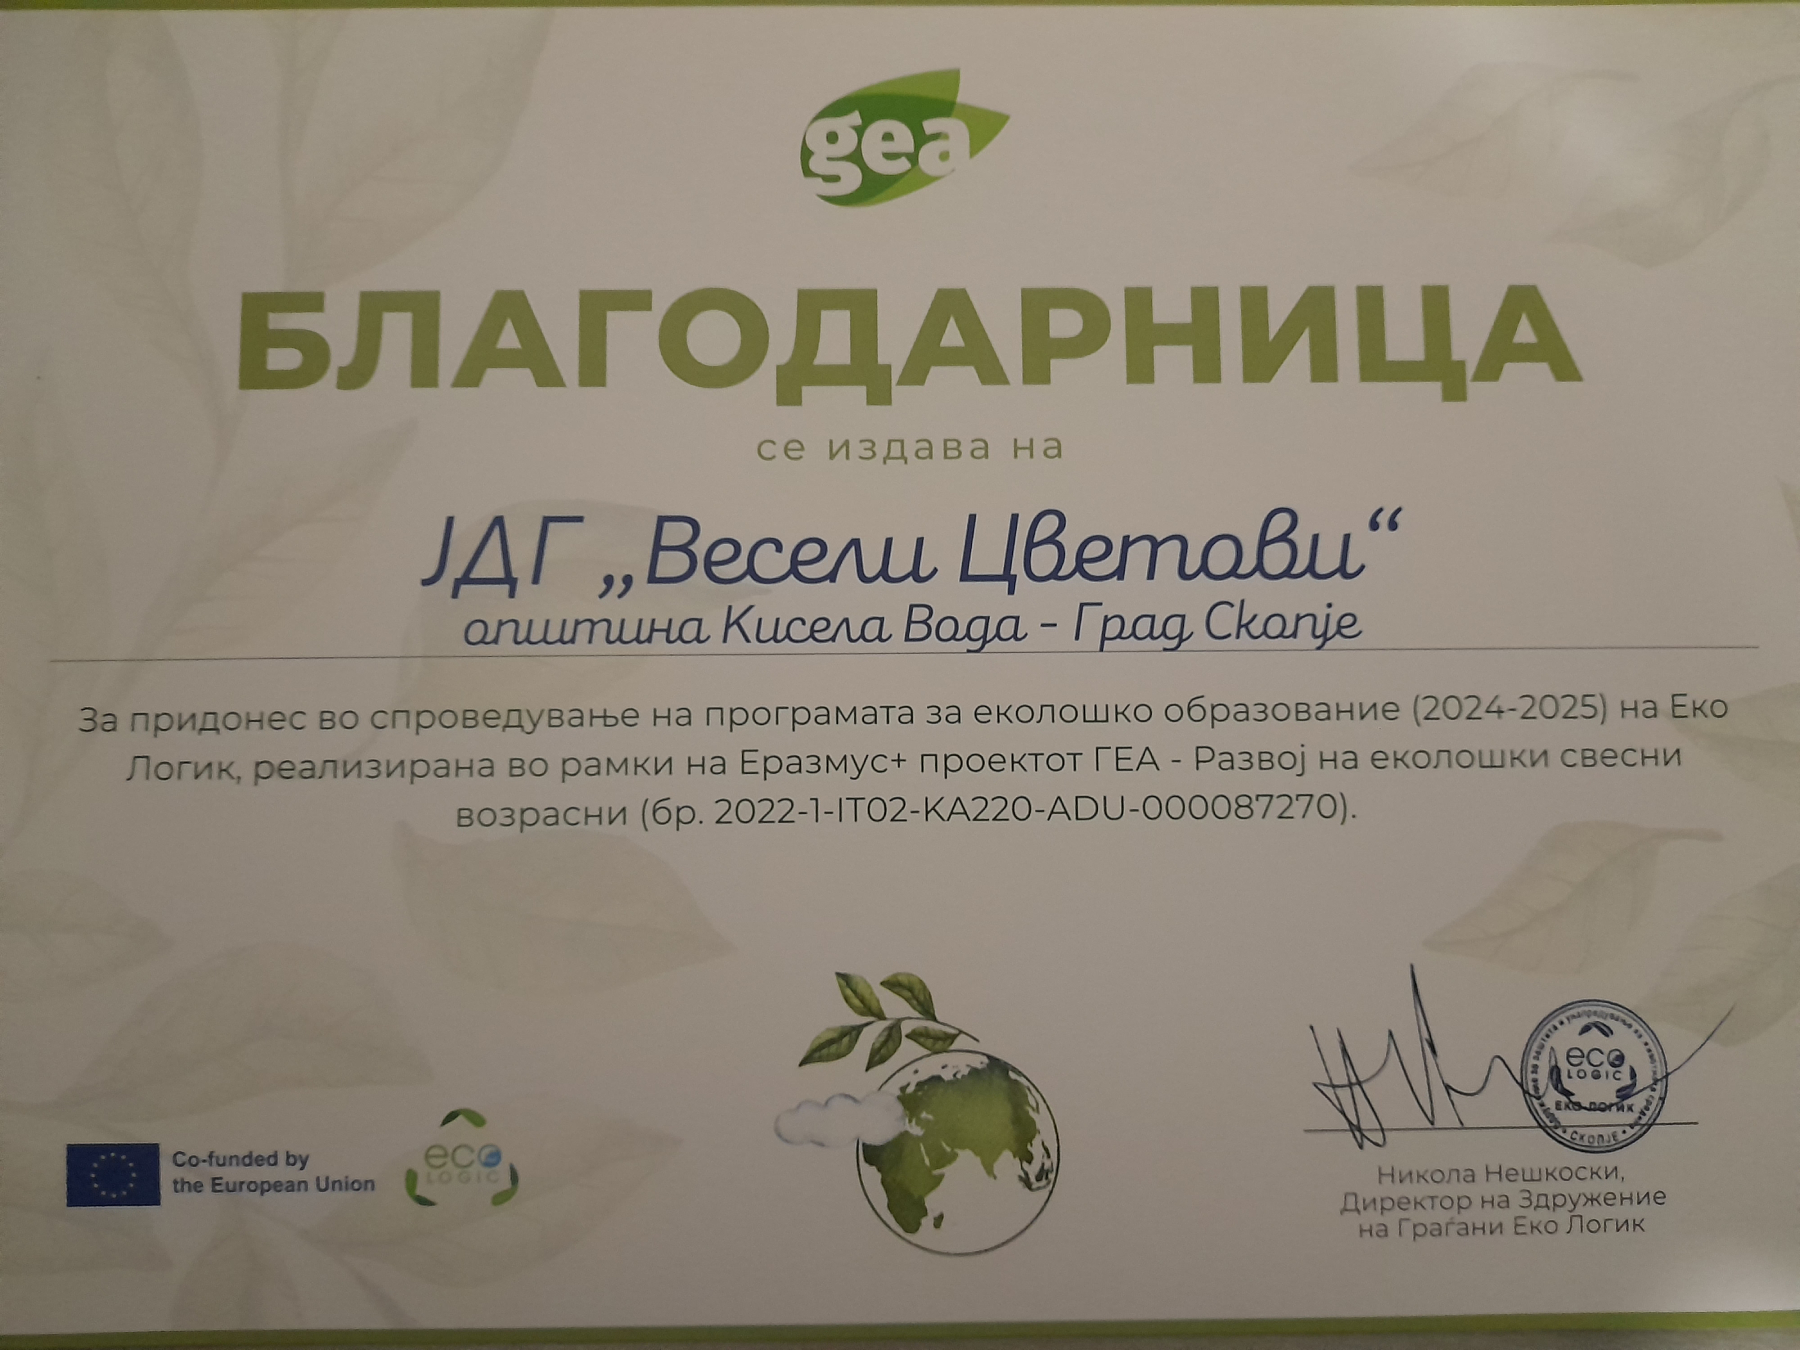 gea
БЛАГОДАРНИЦА
се издава на
ЈДГ „Весели Цветови“
општина Кисела Вода - Град Скопје
За придонес во спроведување на програмата за еколошко образование (2024-2025) на Еко
Логик, реализирана во рамки на Еразмус+ проектот ГЕА - Развој на еколошки свесни
возрасни (бр. 2022-1-IT02-KA220-ADU-000087270).
Co-funded by
the European Union
eco
LOGIC
eco
LOGIC
ЕКО ЛОГИК
СКОПЈЕ
Никола Нешкоски,
Директор на Здружение
на Граѓани Еко Логик